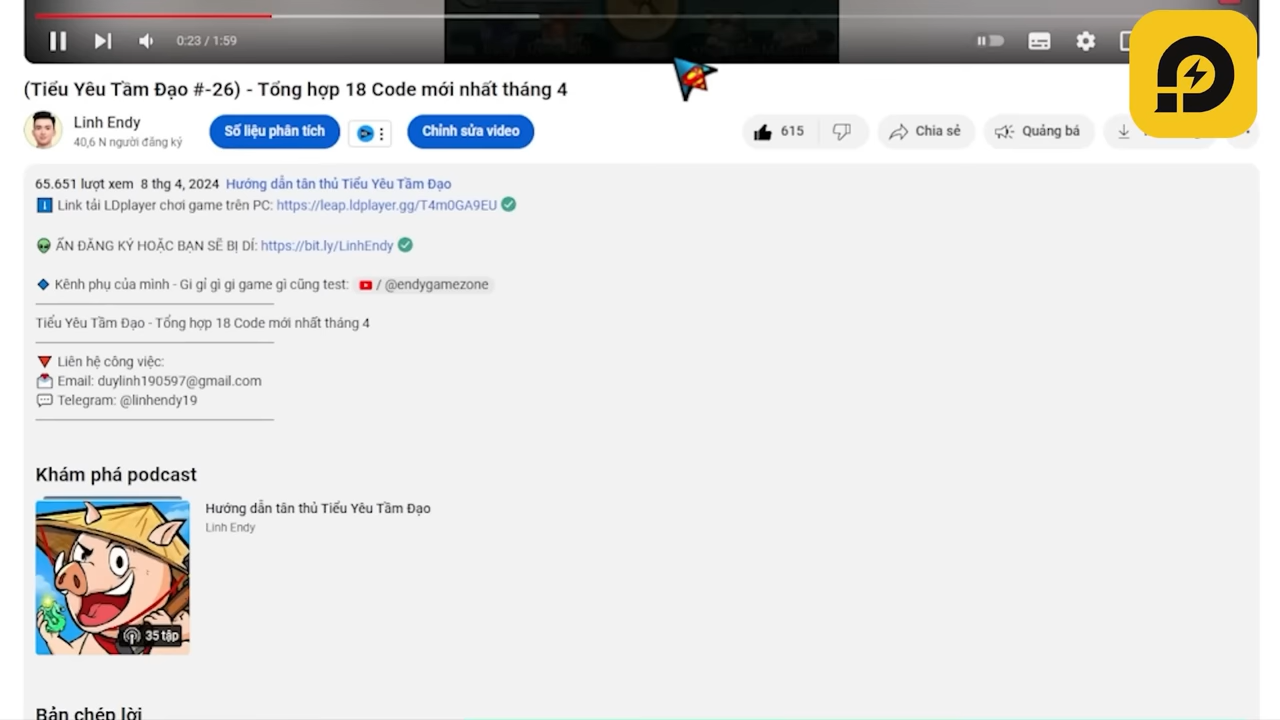 0:23 / 1:59
(Tiểu Yêu Tầm Đạo #-26) - Tổng hợp 18 Code mới nhất tháng 4
Linh Endy
40,6 N người đăng ký
Số liệu phân tích
Chỉnh sửa video
615
Chia sẻ
Quảng bá
65.651 lượt xem 8 thg 4, 2024 Hướng dẫn tân thủ Tiểu Yêu Tầm Đạo
Link tải LDplayer chơi game trên PC: https://leap.ldplayer.gg/T4m0GA9EU
ẤN ĐĂNG KÝ HOẶC BẠN SẼ BỊ DÍ: https://bit.ly/LinhEndy
Kênh phụ của mình - Gi gỉ gì gi game gì cũng test: / @endygamezone
Tiểu Yêu Tầm Đạo - Tổng hợp 18 Code mới nhất tháng 4
Liên hệ công việc:
Email: duylinh190597@gmail.com
Telegram: @linhendy19
Khám phá podcast
Hướng dẫn tân thủ Tiểu Yêu Tầm Đạo
Linh Endy
35 tập
Bản chép lời